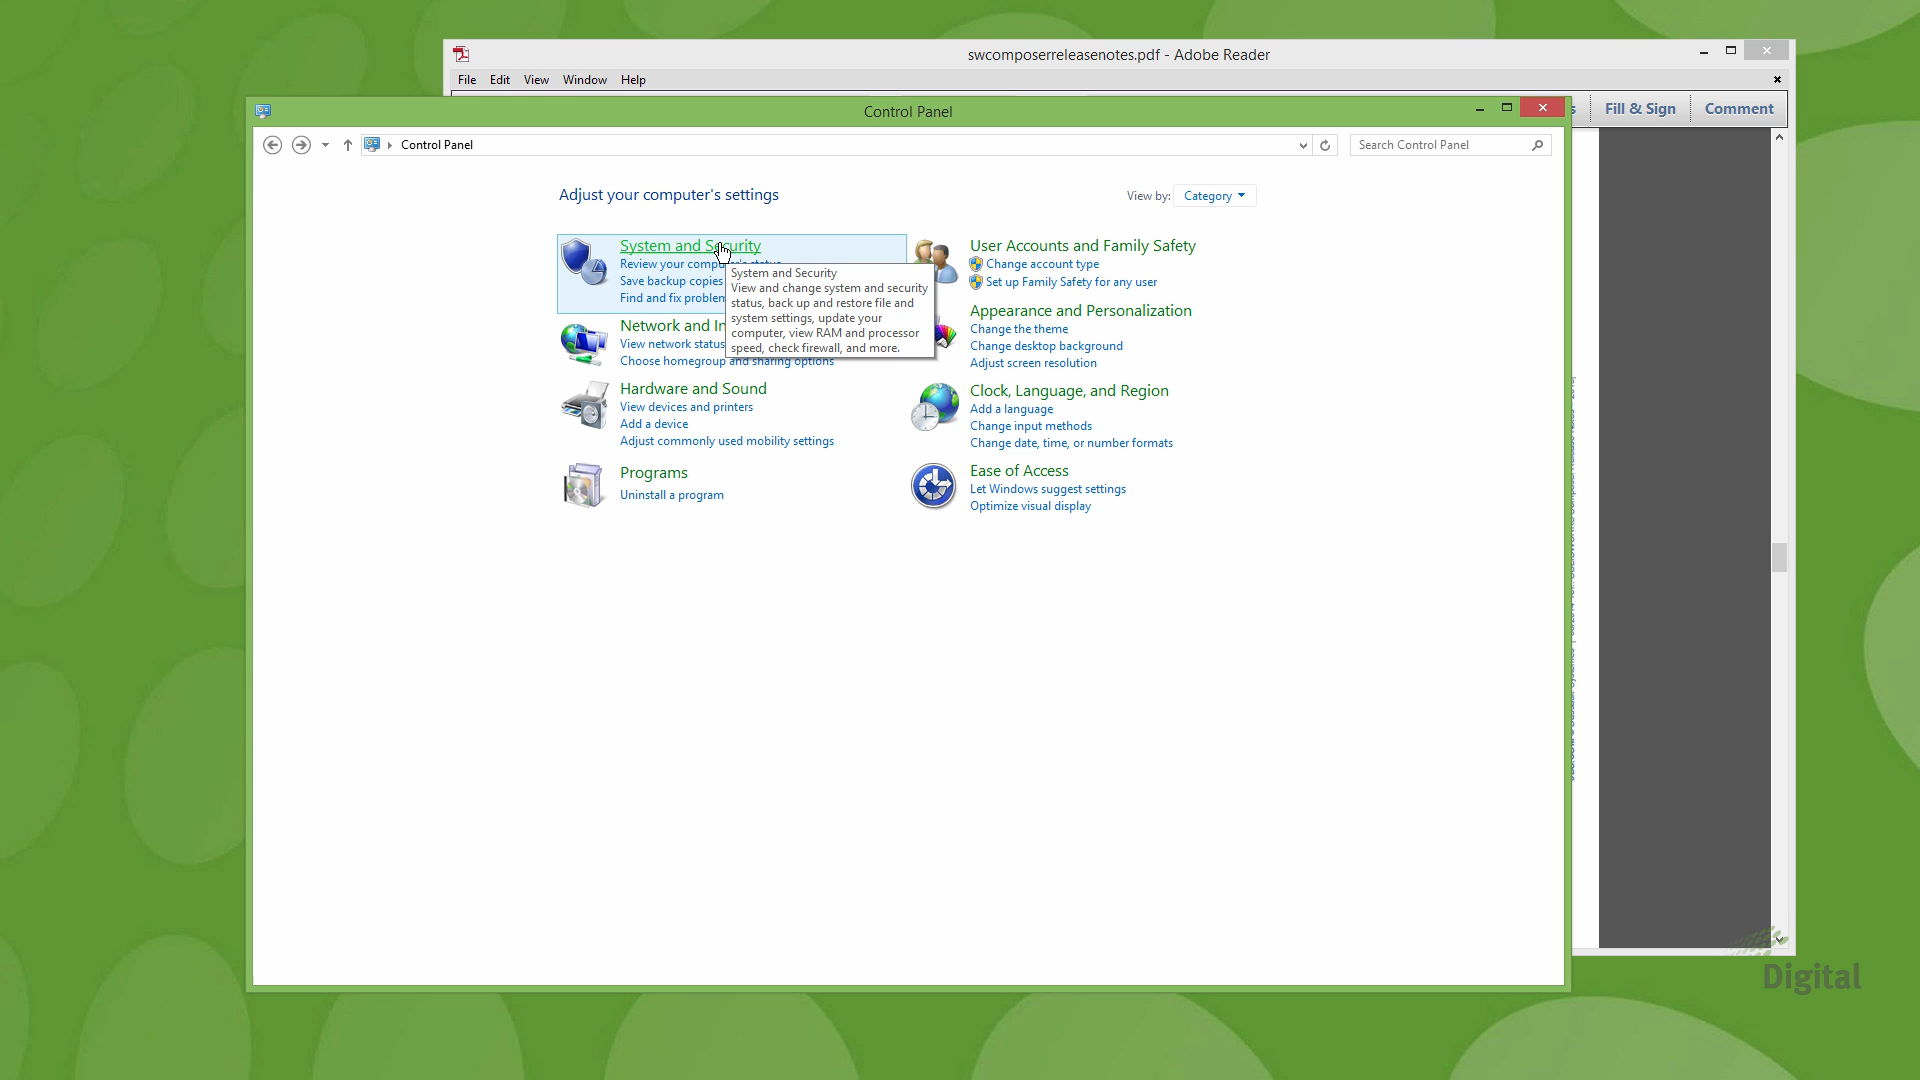 swcomposerreleasenotes.pdf - Adobe Reader
File Edit View Window Help
Fill & Sign Comment
Control Panel
Control Panel
Search Control Panel
Adjust your computer's settings
View by: Category
System and Security
Review your
Save backup copies
Find and fix
System and Security
View and change system and security
status, back up and restore file and
system settings, update your
computer, view RAM and processor
speed, check firewall, and more.
Network and
View network status
Choose homegroup and sharing options
Hardware and Sound
View devices and printers
Add a device
Adjust commonly used mobility settings
Programs
Uninstall a program
User Accounts and Family Safety
Change account type
Set up Family Safety for any user
Appearance and Personalization
Change the theme
Change desktop background
Adjust screen resolution
Clock, Language, and Region
Add a language
Change input methods
Change date, time, or number formats
Ease of Access
Let Windows suggest settings
Optimize visual display
Digital